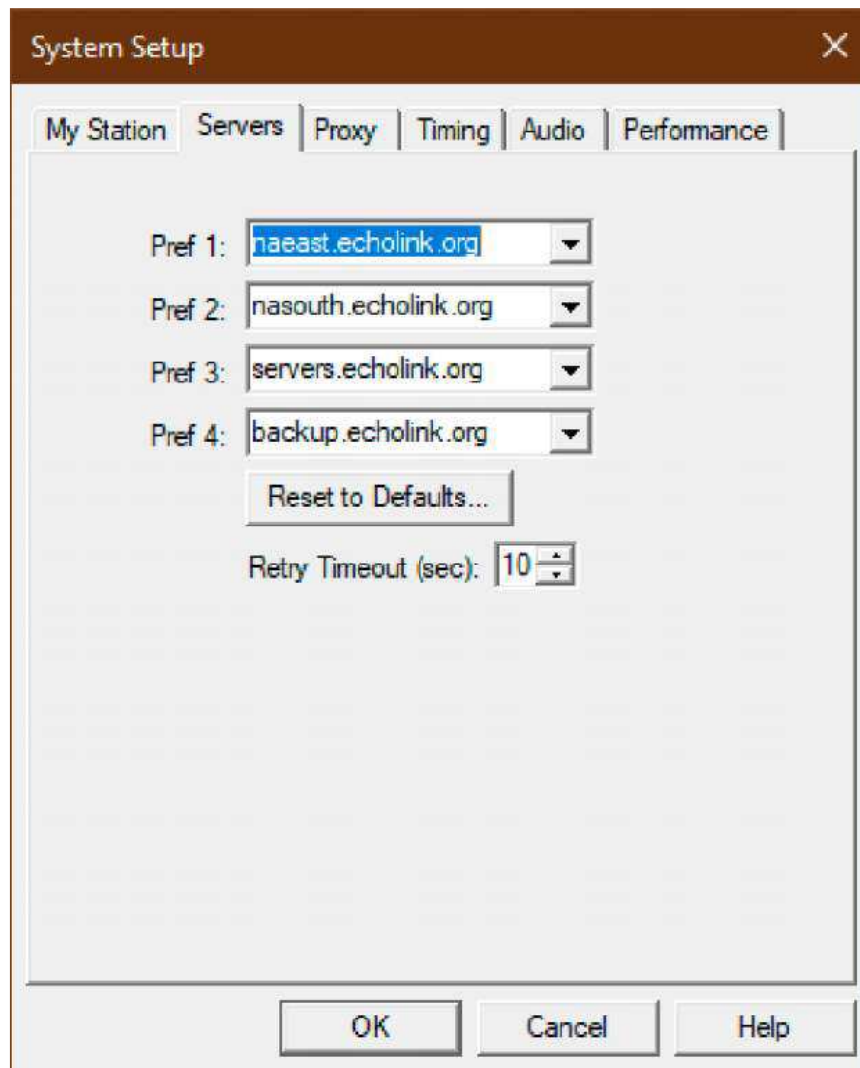 System Setup
My Station Servers Proxy Timing Audio Performance
Pref 1: naeast.echolink.org
Pref 2: nasouth.echolink.org
Pref 3: servers.echolink.org
Pref 4: backup.echolink.org
Reset to Defaults...
Retry Timeout (sec): 10
OK Cancel Help